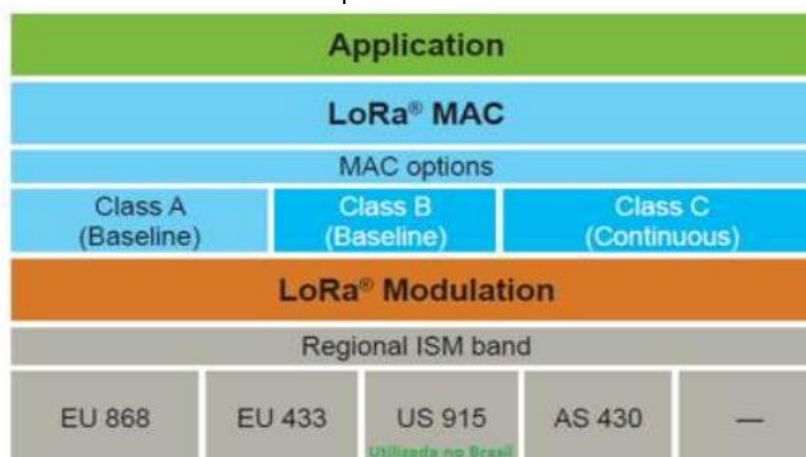 Application
LoRa® MAC
MAC options
Class A
(Baseline)
Class B
(Baseline)
Class C
(Continuous)
LoRa® Modulation
Regional ISM band
EU 868
EU 433
US 915
Utilizada no Brasil
AS 430
—